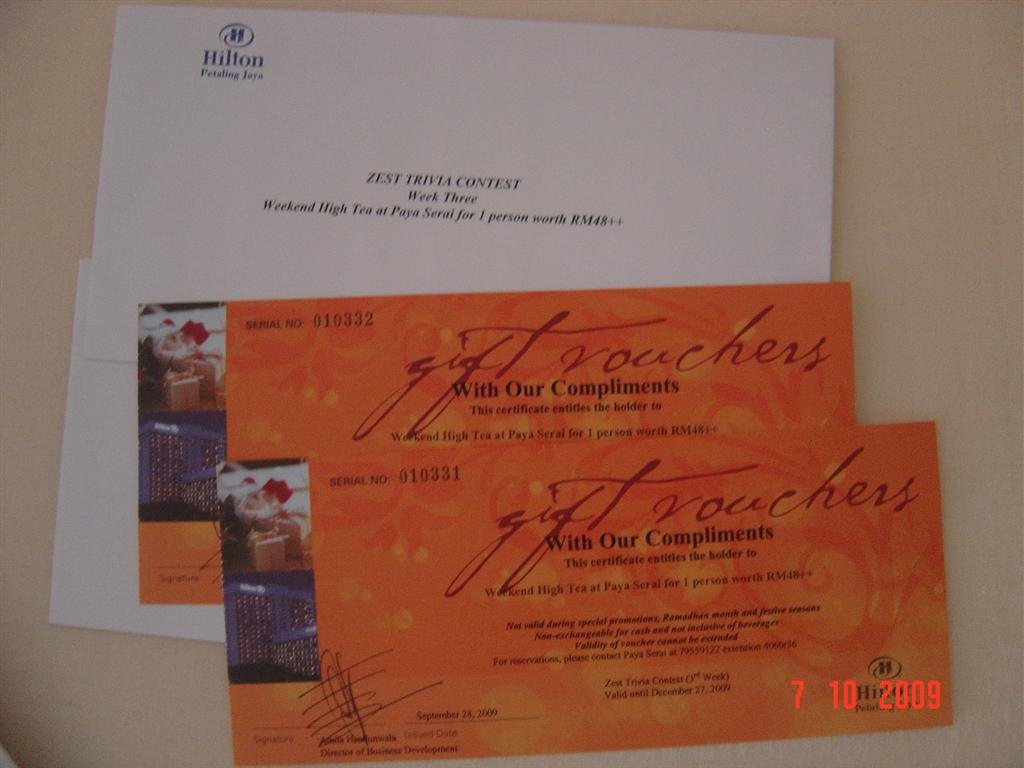 Hilton
Petaling Jaya
ZEST TRIVIA CONTEST
Week Three
Weekend High Tea at Paya Serai for 1 person worth RM48++
SERIAL NO: 010332
gift vouchers
With Our Compliments
This certificate entitles the holder to
Weekend High Tea at Paya Serai for 1 person worth RM48++
Signature
SERIAL NO: 010331
gift vouchers
With Our Compliments
This certificate entitles the holder to
Weekend High Tea at Paya Serai for 1 person worth RM48++
Not valid during special promotions, Ramadhan month and festive seasons
Non-exchangeable for cash and not inclusive of beverages
Validity of voucher cannot be extended
For reservations, please contact Paya Serai at 79559122 extension 4060/56
Zest Trivia Contest (3rd Week)
Valid until December 27, 2009
Hilton
September 28, 2009
Signature
Issued Date
Director of Business Development
7 10 2009